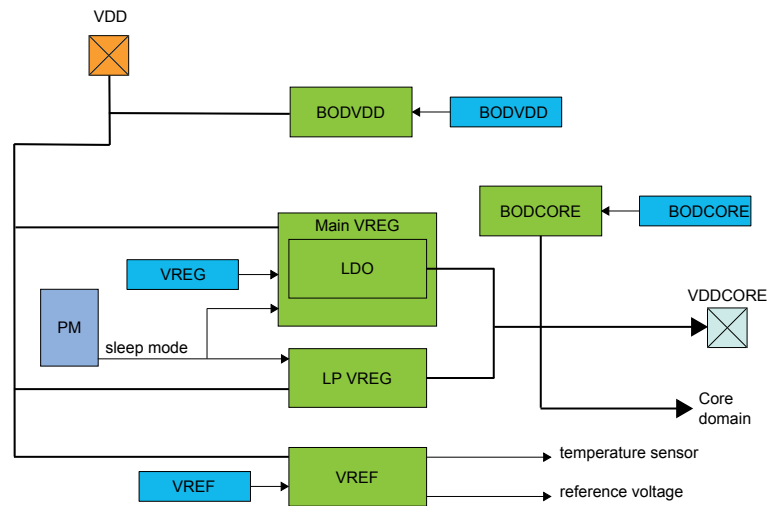 VDD
BODVDD
BODVDD
BODCORE
BODCORE
Main VREG
LDO
VREG
VDDCORE
PM
sleep mode
LP VREG
Core
domain
temperature sensor
VREF
VREF
reference voltage